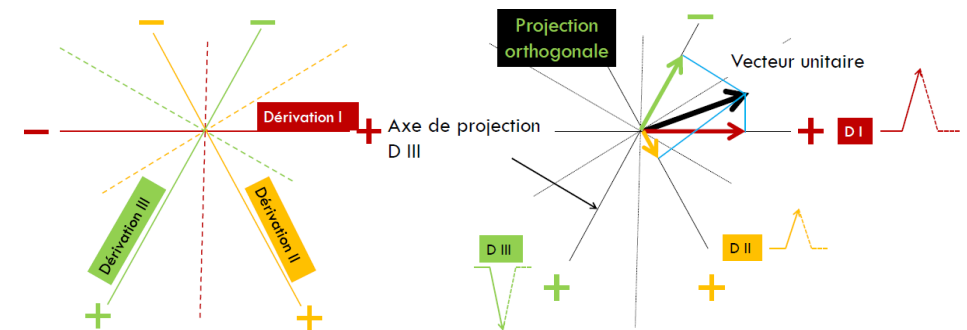 −
−
Dérivation I
−
+
Dérivation III
Dérivation II
+
+
Projection
orthogonale
−
Vecteur unitaire
Axe de projection
D III
+
D I
D III
D II
+
+